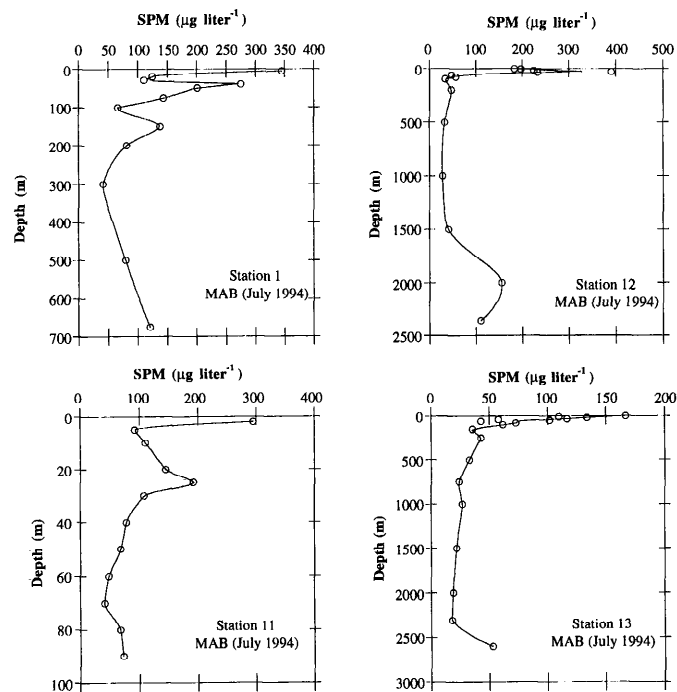 SPM (µg liter⁻¹)
0 50 100 150 200 250 300 350 400
0
100
200
300
400
500
600
700
Depth (m)
Station 1
MAB (July 1994)
SPM (µg liter⁻¹)
0 100 200 300 400 500
0
500
1000
1500
2000
2500
Depth (m)
Station 12
MAB (July 1994)
SPM (µg liter⁻¹)
0 100 200 300 400
0
20
40
60
80
100
Depth (m)
Station 11
MAB (July 1994)
SPM (µg liter⁻¹)
0 50 100 150 200
0
500
1000
1500
2000
2500
3000
Depth (m)
Station 13
MAB (July 1994)